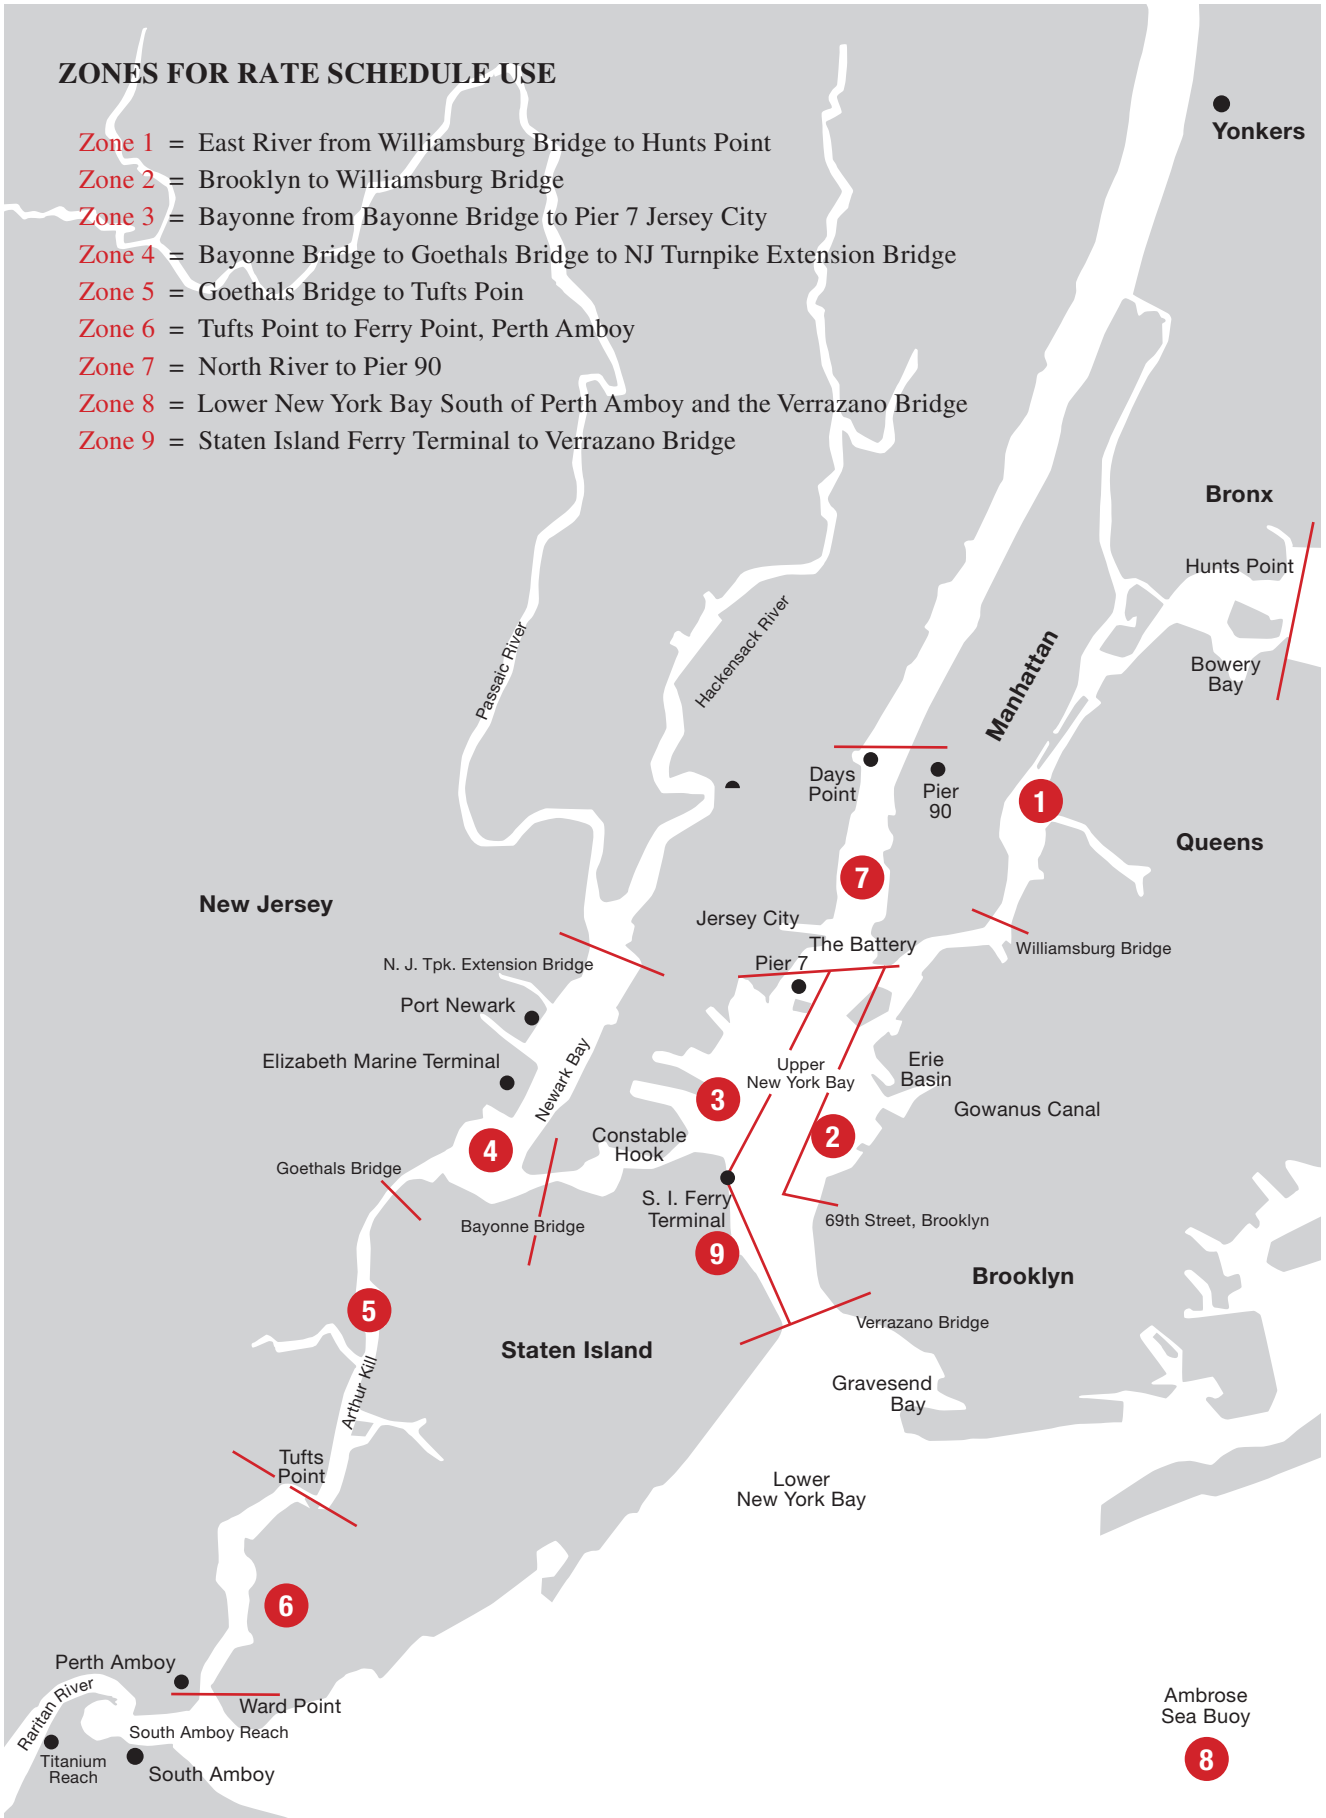 ZONES FOR RATE SCHEDULE USE
Zone 1 = East River from Williamsburg Bridge to Hunts Point
Zone 2 = Brooklyn to Williamsburg Bridge
Zone 3 = Bayonne from Bayonne Bridge to Pier 7 Jersey City
Zone 4 = Bayonne Bridge to Goethals Bridge to NJ Turnpike Extension Bridge
Zone 5 = Goethals Bridge to Tufts Poin
Zone 6 = Tufts Point to Ferry Point, Perth Amboy
Zone 7 = North River to Pier 90
Zone 8 = Lower New York Bay South of Perth Amboy and the Verrazano Bridge
Zone 9 = Staten Island Ferry Terminal to Verrazano Bridge
Yonkers
Bronx
Hunts Point
Bowery
Bay
Manhattan
Hackensack River
Passaic River
Days
Point
Pier
90
1
Queens
7
New Jersey
Jersey City
The Battery
Williamsburg Bridge
N. J. Tpk. Extension Bridge
Pier 7
Port Newark
Elizabeth Marine Terminal
Newark Bay
Upper
New York Bay
Erie
Basin
Gowanus Canal
3
2
Constable
Hook
4
Goethals Bridge
Bayonne Bridge
S. I. Ferry
Terminal
69th Street, Brooklyn
9
Brooklyn
5
Verrazano Bridge
Staten Island
Arthur Kill
Gravesend
Bay
Tufts
Point
Lower
New York Bay
6
Perth Amboy
Raritan River
Ward Point
South Amboy Reach
Titanium
Reach
South Amboy
Ambrose
Sea Buoy
8